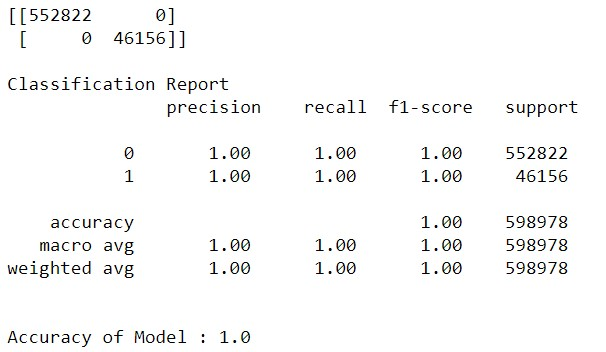 [[552822      0]
 [     0  46156]]
Classification Report
              precision    recall  f1-score   support
           0       1.00      1.00      1.00    552822
           1       1.00      1.00      1.00     46156
    accuracy                           1.00    598978
   macro avg       1.00      1.00      1.00    598978
weighted avg       1.00      1.00      1.00    598978
Accuracy of Model : 1.0